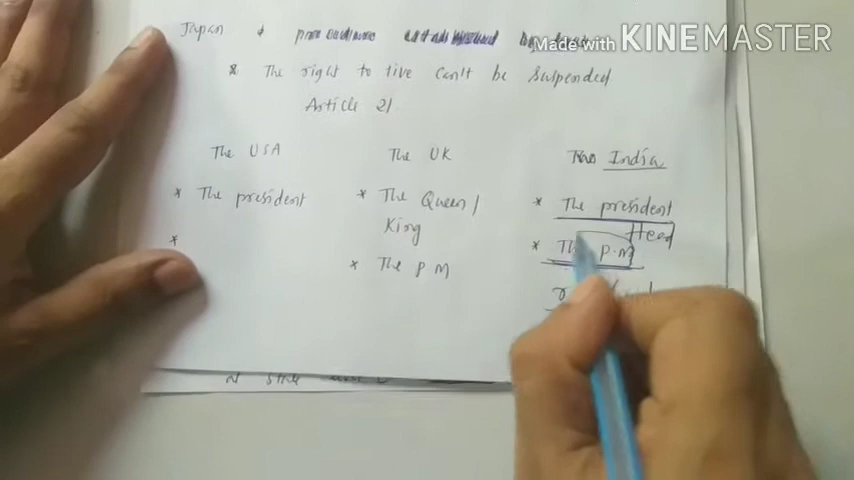 Made with KINEMASTER
Japan
* The right to live can't be suspended
Article 21
The USA
* The president
*
The UK
* The Queen/
King
* The PM
India
* The president
Head
* The P.M